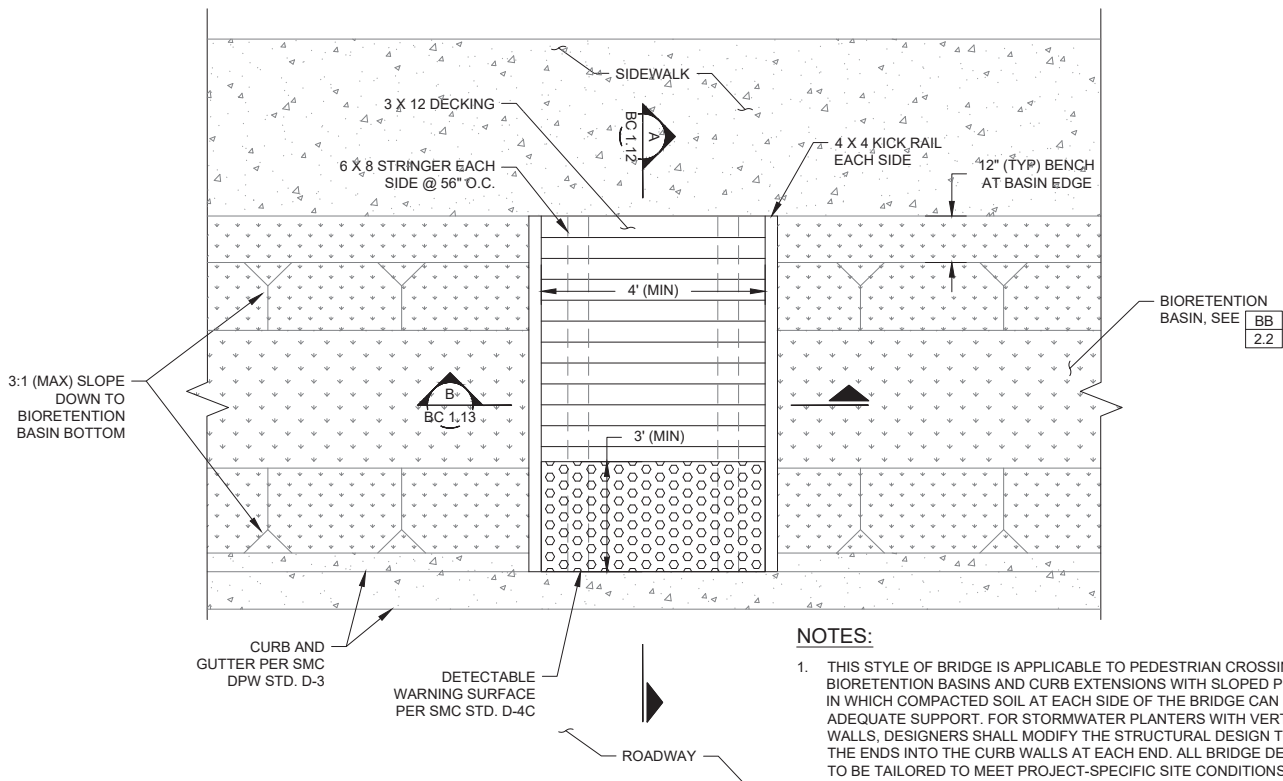 SIDEWALK
3 X 12 DECKING
A
BC 1.12
6 X 8 STRINGER EACH
SIDE @ 56" O.C.
4 X 4 KICK RAIL
EACH SIDE
12" (TYP) BENCH
AT BASIN EDGE
4' (MIN)
BIORETENTION
BASIN, SEE
BB
2.2
3:1 (MAX) SLOPE
DOWN TO
BIORETENTION
BASIN BOTTOM
B
BC 1.13
3' (MIN)
CURB AND
GUTTER PER SMC
DPW STD. D-3
DETECTABLE
WARNING SURFACE
PER SMC STD. D-4C
ROADWAY
NOTES:
1. THIS STYLE OF BRIDGE IS APPLICABLE TO PEDESTRIAN
BIORETENTION BASINS AND CURB EXTENSIONS WITH SLOPED
IN WHICH COMPACTED SOIL AT EACH SIDE OF THE BRIDGE CAN
ADEQUATE SUPPORT. FOR STORMWATER PLANTERS WITH
WALLS, DESIGNERS SHALL MODIFY THE STRUCTURAL DESIGN
THE ENDS INTO THE CURB WALLS AT EACH END. ALL BRIDGE
TO BE TAILORED TO MEET PROJECT-SPECIFIC SITE CONDITIONS